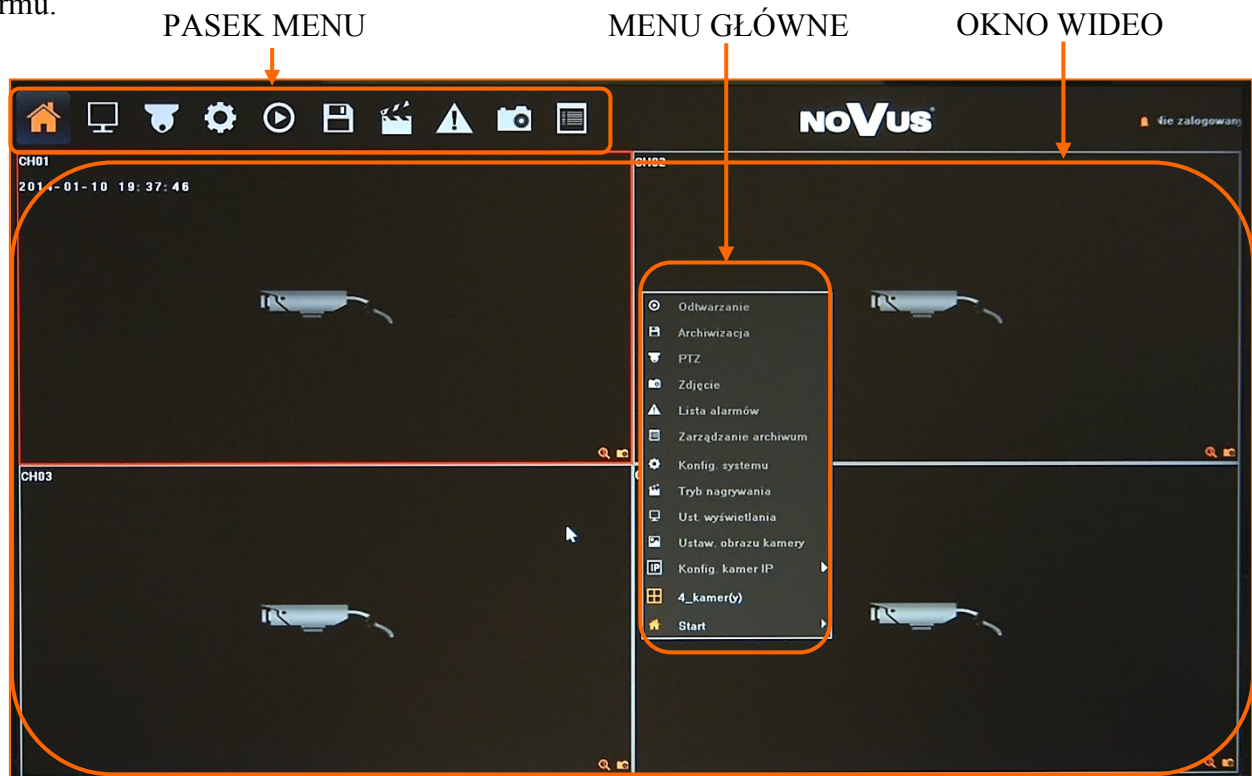 rmu.
PASEK MENU
MENU GŁÓWNE
OKNO WIDEO
NOVUS
Nie zalogowany
CH01
CH02
2014-01-10 19:37:46
Odtwarzanie
Archiwizacja
PTZ
Zdjęcie
Lista alarmów
Zarządzanie archiwum
Konfig. systemu
Tryb nagrywania
Ust. wyświetlania
Ustaw. obrazu kamery
IP Konfig. kamer IP
4_kamer(y)
Start
CH03